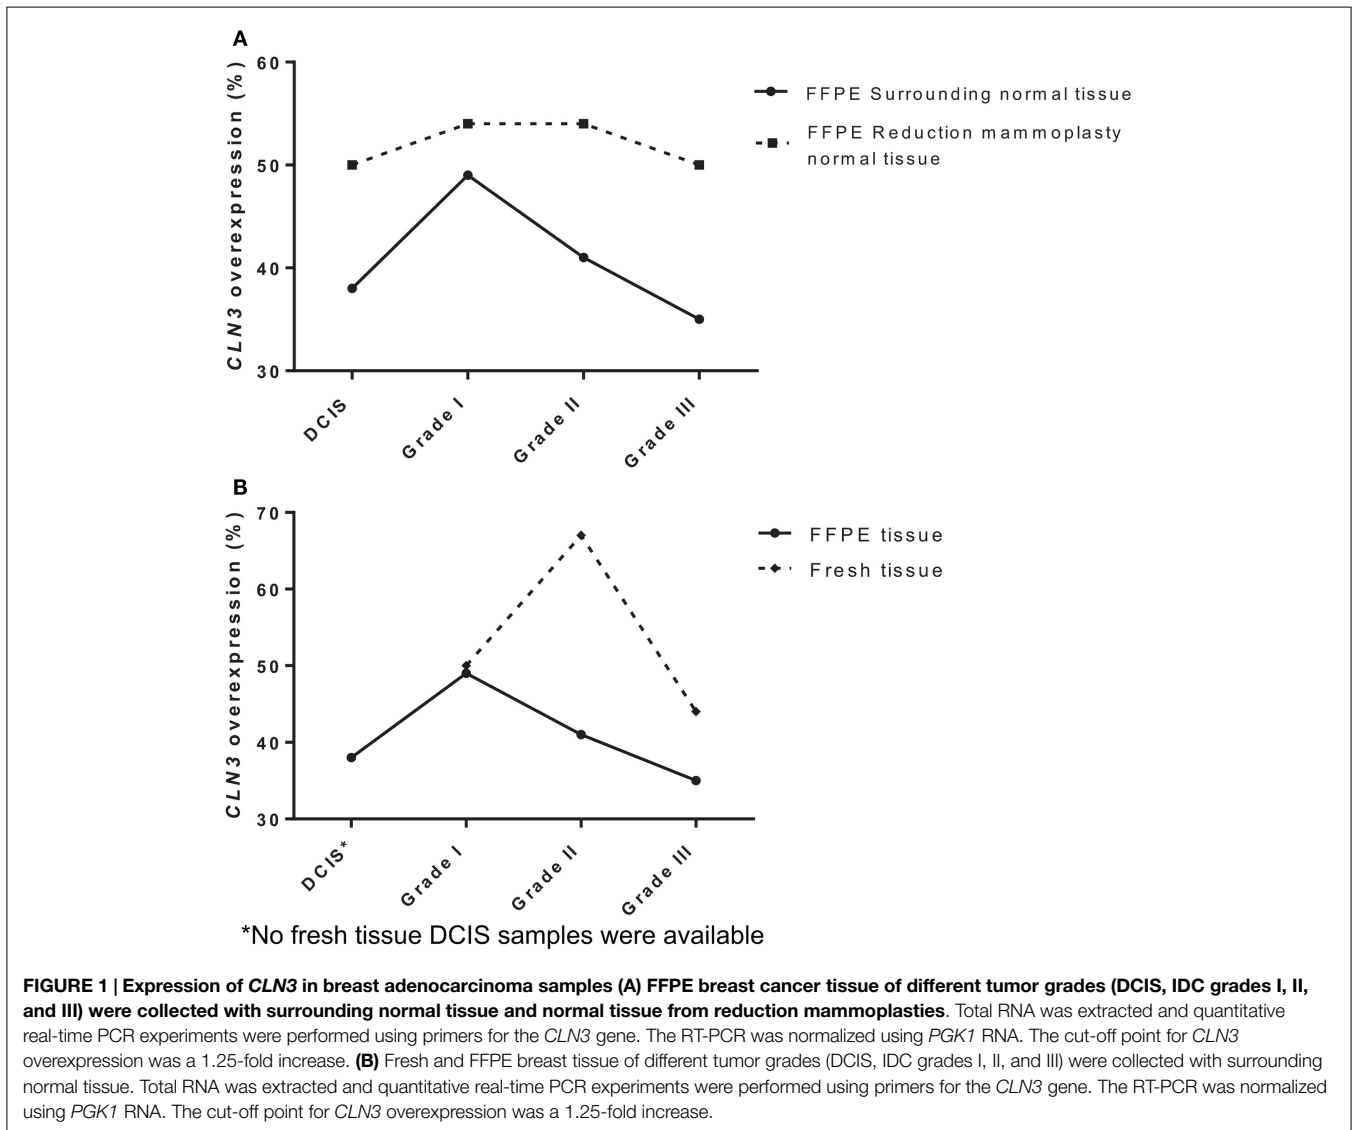 A
60
50
40
30
CLN3 overexpression (%)
DCIS
Grade I
Grade II
Grade III
FFPE Surrounding normal tissue
FFPE Reduction mammoplasty
normal tissue
B
70
60
50
40
30
CLN3 overexpression (%)
DCIS*
Grade I
Grade II
Grade III
FFPE tissue
Fresh tissue
*No fresh tissue DCIS samples were available
FIGURE 1 | Expression of CLN3 in breast adenocarcinoma samples (A) FFPE breast cancer tissue of different tumor grades (DCIS, IDC grades I, II,
and III) were collected with surrounding normal tissue and normal tissue from reduction mammoplasties. Total RNA was extracted and quantitative
real-time PCR experiments were performed using primers for the CLN3 gene. The RT-PCR was normalized using PGK1 RNA. The cut-off point for CLN3
overexpression was a 1.25-fold increase. (B) Fresh and FFPE breast tissue of different tumor grades (DCIS, IDC grades I, II, and III) were collected with surrounding
normal tissue. Total RNA was extracted and quantitative real-time PCR experiments were performed using primers for the CLN3 gene. The RT-PCR was normalized
using PGK1 RNA. The cut-off point for CLN3 overexpression was a 1.25-fold increase.